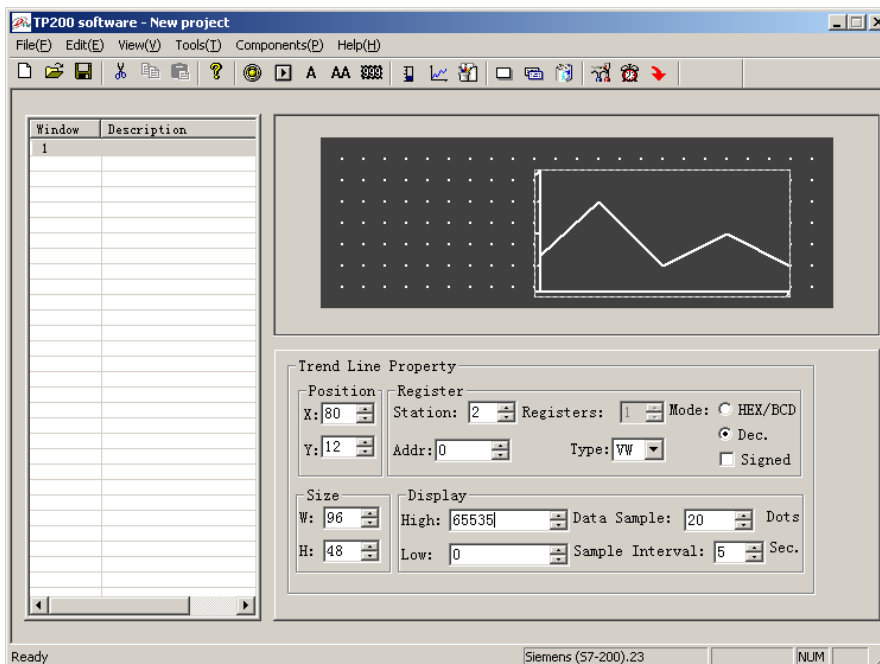 TP200 software - New project
File(F) Edit(E) View(V) Tools(T) Components(P) Help(H)
A AA
Window Description
1
Trend Line Property
Position Register
X: 80 Station: 2 Registers: 1 Mode: HEX/BCD
Dec.
Y: 12 Addr: 0 Type: VW Signed
Size Display
W: 96 High: 65535 Data Sample: 20 Dots
H: 48 Low: 0 Sample Interval: 5 Sec.
Ready Siemens (S7-200).23 NUM